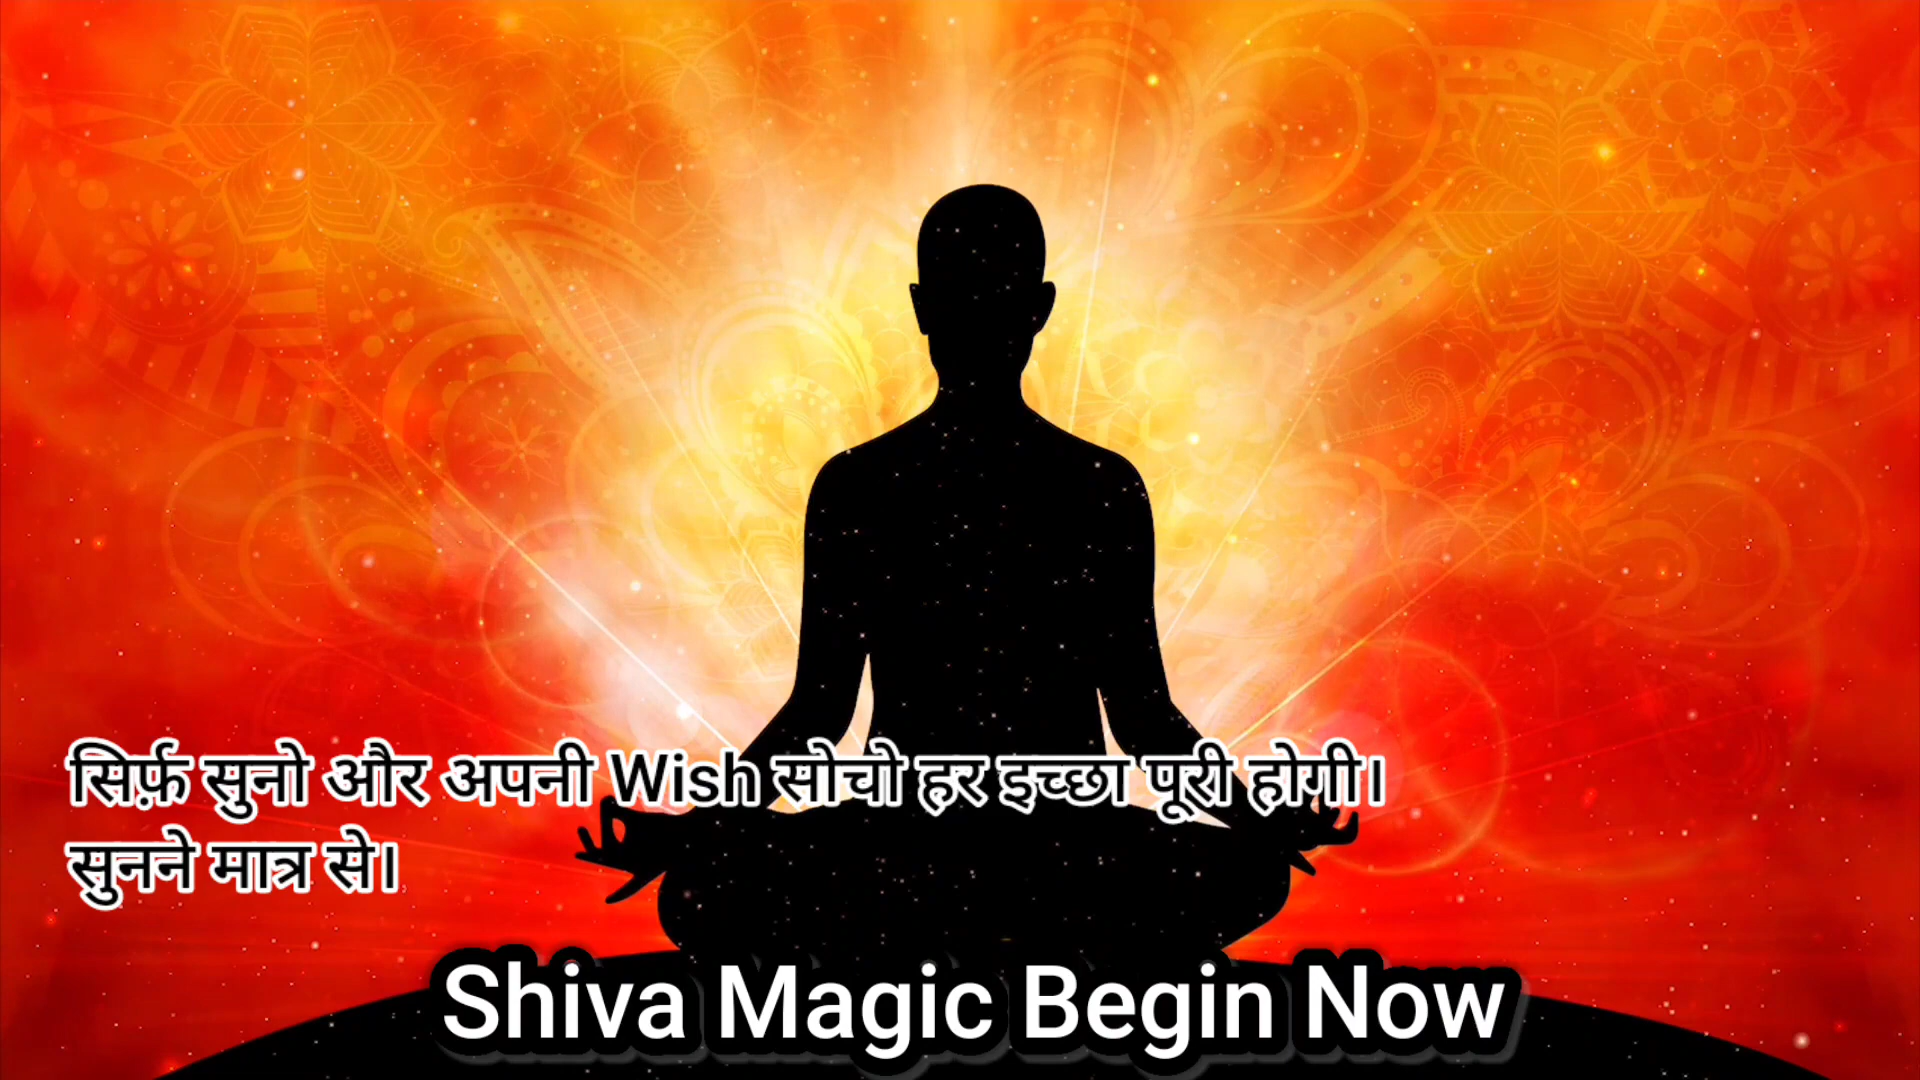 सिर्फ़ सुनो और अपनी Wish सोचो हर इच्छा पूरी होगी।
सुनने मात्र से।
Shiva Magic Begin Now